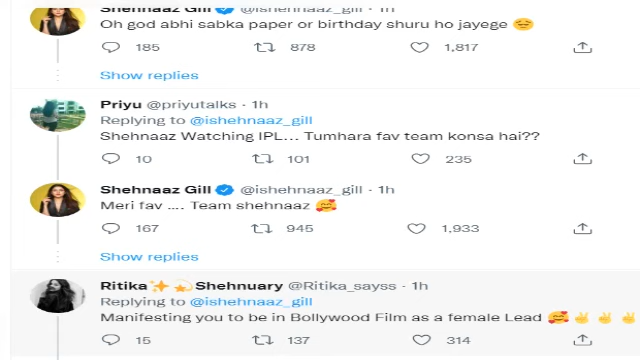 Shehnaaz Gill @ishehnaaz_gill · 1h
Oh god abhi sabka paper or birthday shuru ho jayege 😔
185 878 1,817
Show replies
Priyu @priyutalks · 1h
Replying to @ishehnaaz_gill
Shehnaaz Watching IPL... Tumhara fav team konsa hai??
10 101 235
Shehnaaz Gill @ishehnaaz_gill · 1h
Meri fav .... Team shehnaaz 🥰
167 945 1,933
Show replies
Ritika✨💫Shehnuary @Ritika_sayss · 1h
Replying to @ishehnaaz_gill
Manifesting you to be in Bollywood Film as a female Lead 🥰✌✌✌
15 137 314